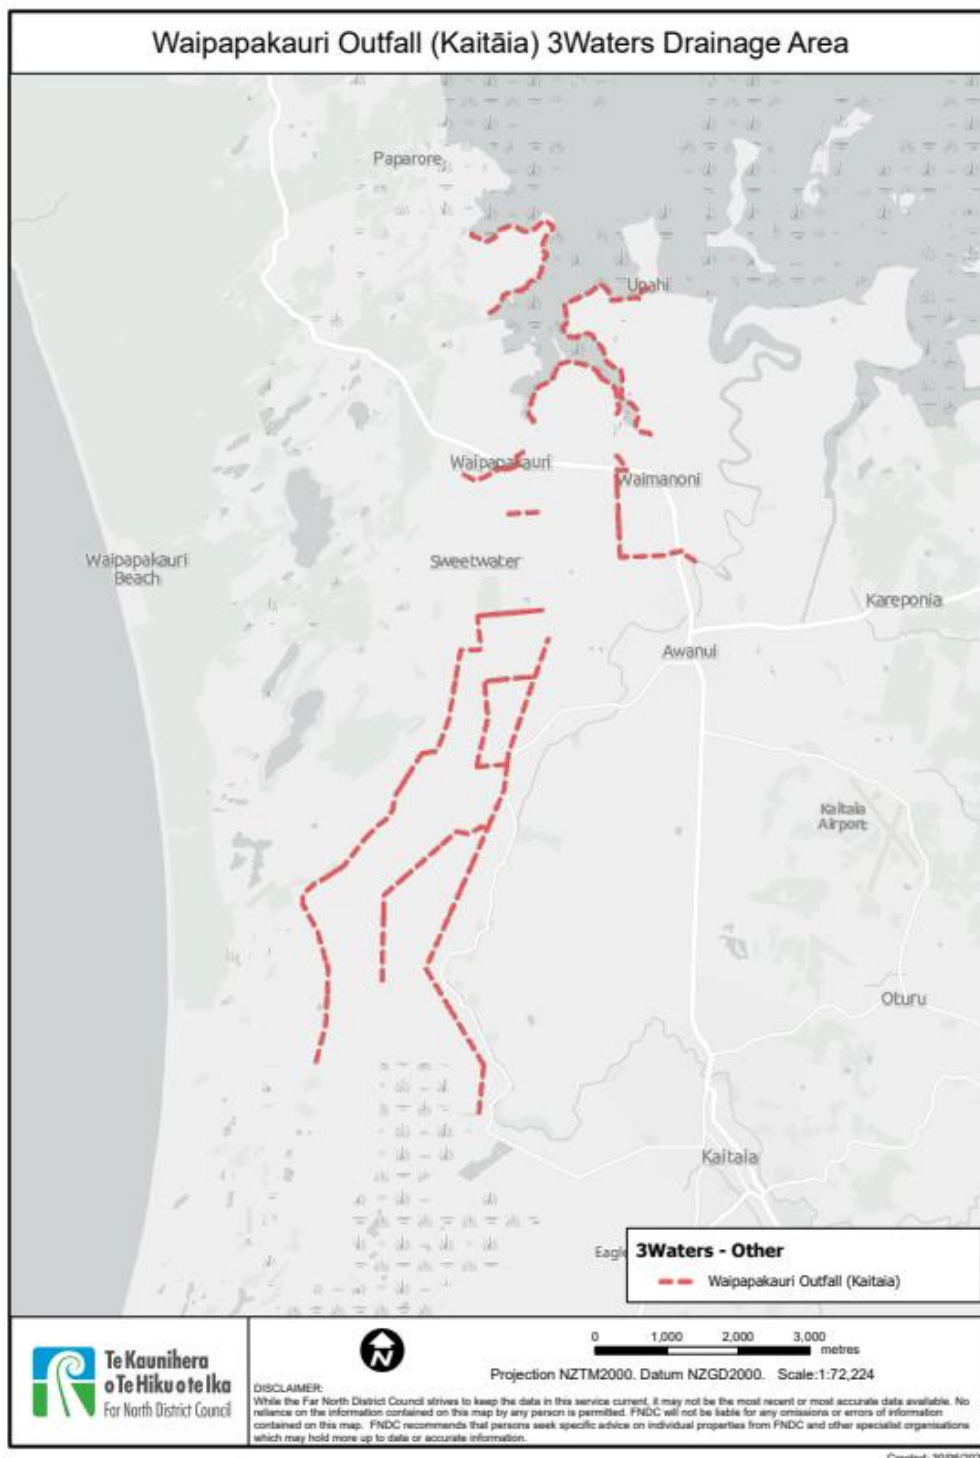 Waipapakauri Outfall (Kaitāia) 3Waters Drainage Area
Paparore
Unahi
Waipapakauri
Waimanoni
Waipapakauri
Beach
Sweetwater
Kareponia
Awanui
Kaitaia
Airport
Oturu
Kaitaia
3Waters - Other
Waipapakauri Outfall (Kaitaia)
Te Kaunihera
o Te Hiku o te Ika
Far North District Council
N
0 1,000 2,000 3,000
metres
Projection NZTM2000. Datum NZGD2000. Scale:1:72,224
DISCLAIMER:
While the Far North District Council strives to keep the data in this service current, it may not be the most recent or most accurate data available. No
reliance on the information contained on this map by any person is permitted. FNDC will not be liable for any omissions or errors of information
contained on this map. FNDC recommends that persons seek specific advice on individual properties from FNDC and other specialist organisations
which may hold more up to date or accurate information.